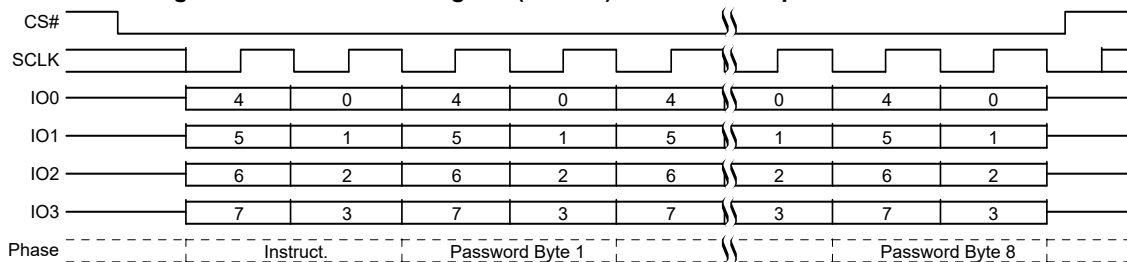 CS#
SCLK
IO0 4 0 4 0 4 0 4 0
IO1 5 1 5 1 5 1 5 1
IO2 6 2 6 2 6 2 6 2
IO3 7 3 7 3 7 3 7 3
Phase Instruct. Password Byte 1 Password Byte 8